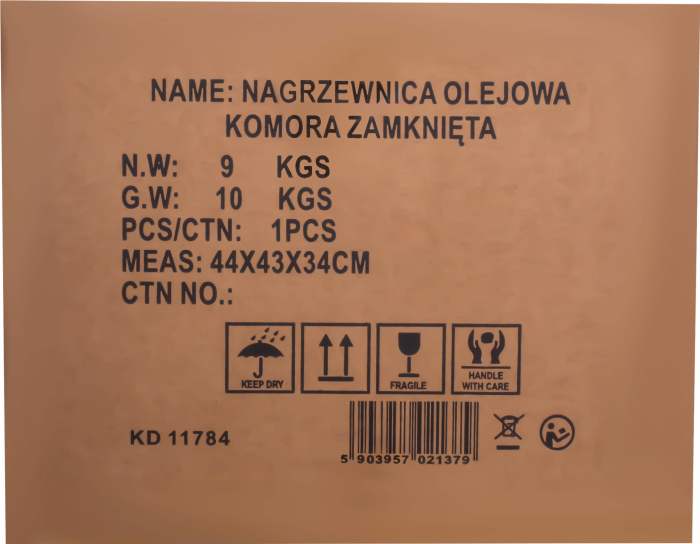 NAME: NAGRZEWNICA OLEJOWA
KOMORA ZAMKNIĘTA
N.W: 9 KGS
G.W: 10 KGS
PCS/CTN: 1PCS
MEAS: 44X43X34CM
CTN NO.:
KEEP DRY
FRAGILE
HANDLE
WITH CARE
KD 11784
5 903957 021379